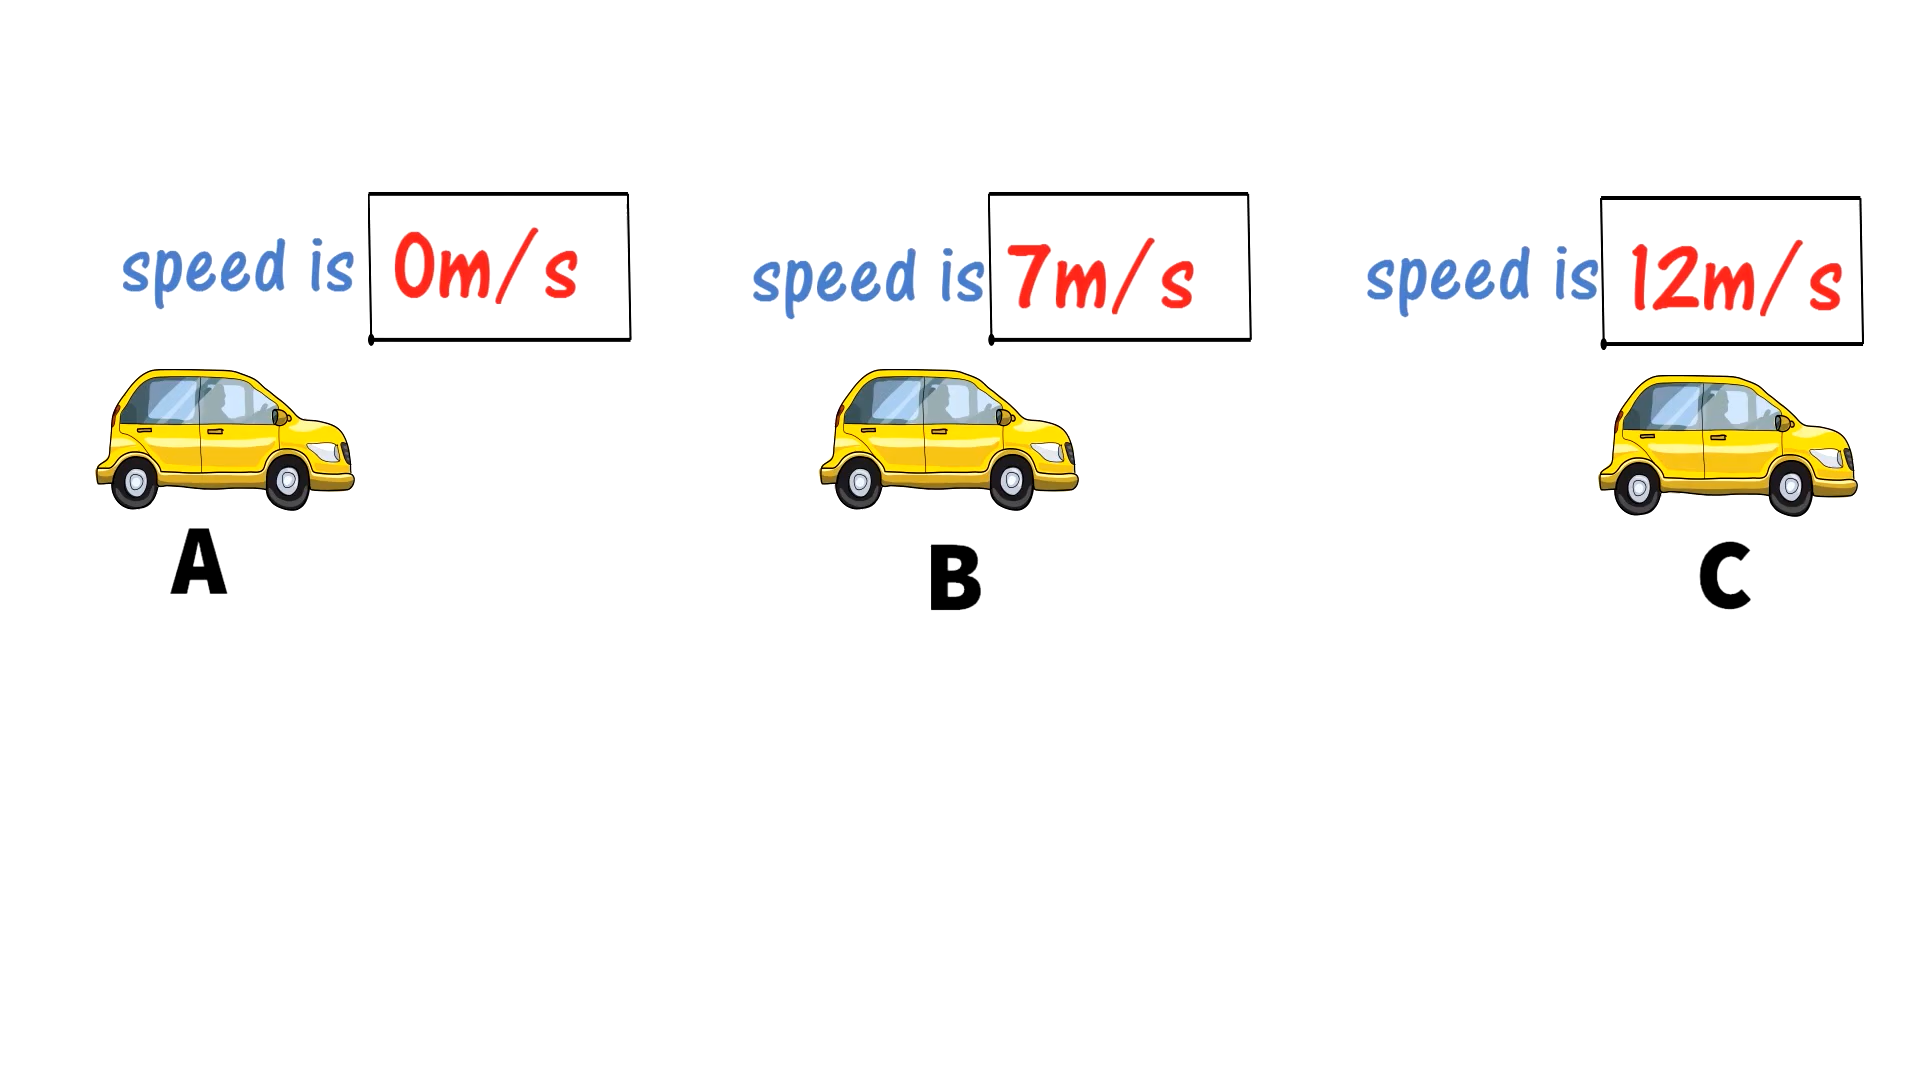 speed is 0m/s
speed is 7m/s
speed is 12m/s
A
B
C